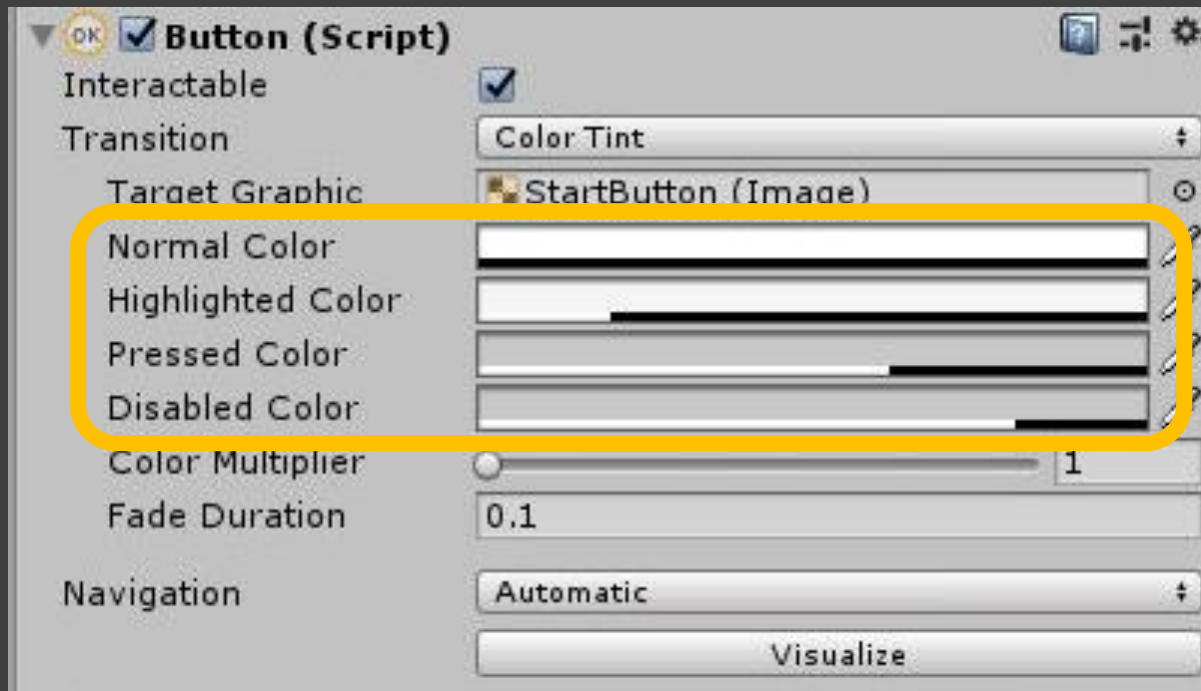 OK Button (Script)
Interactable
Transition Color Tint
Target Graphic StartButton (Image)
Normal Color
Highlighted Color
Pressed Color
Disabled Color
Color Multiplier 1
Fade Duration 0.1
Navigation Automatic
Visualize